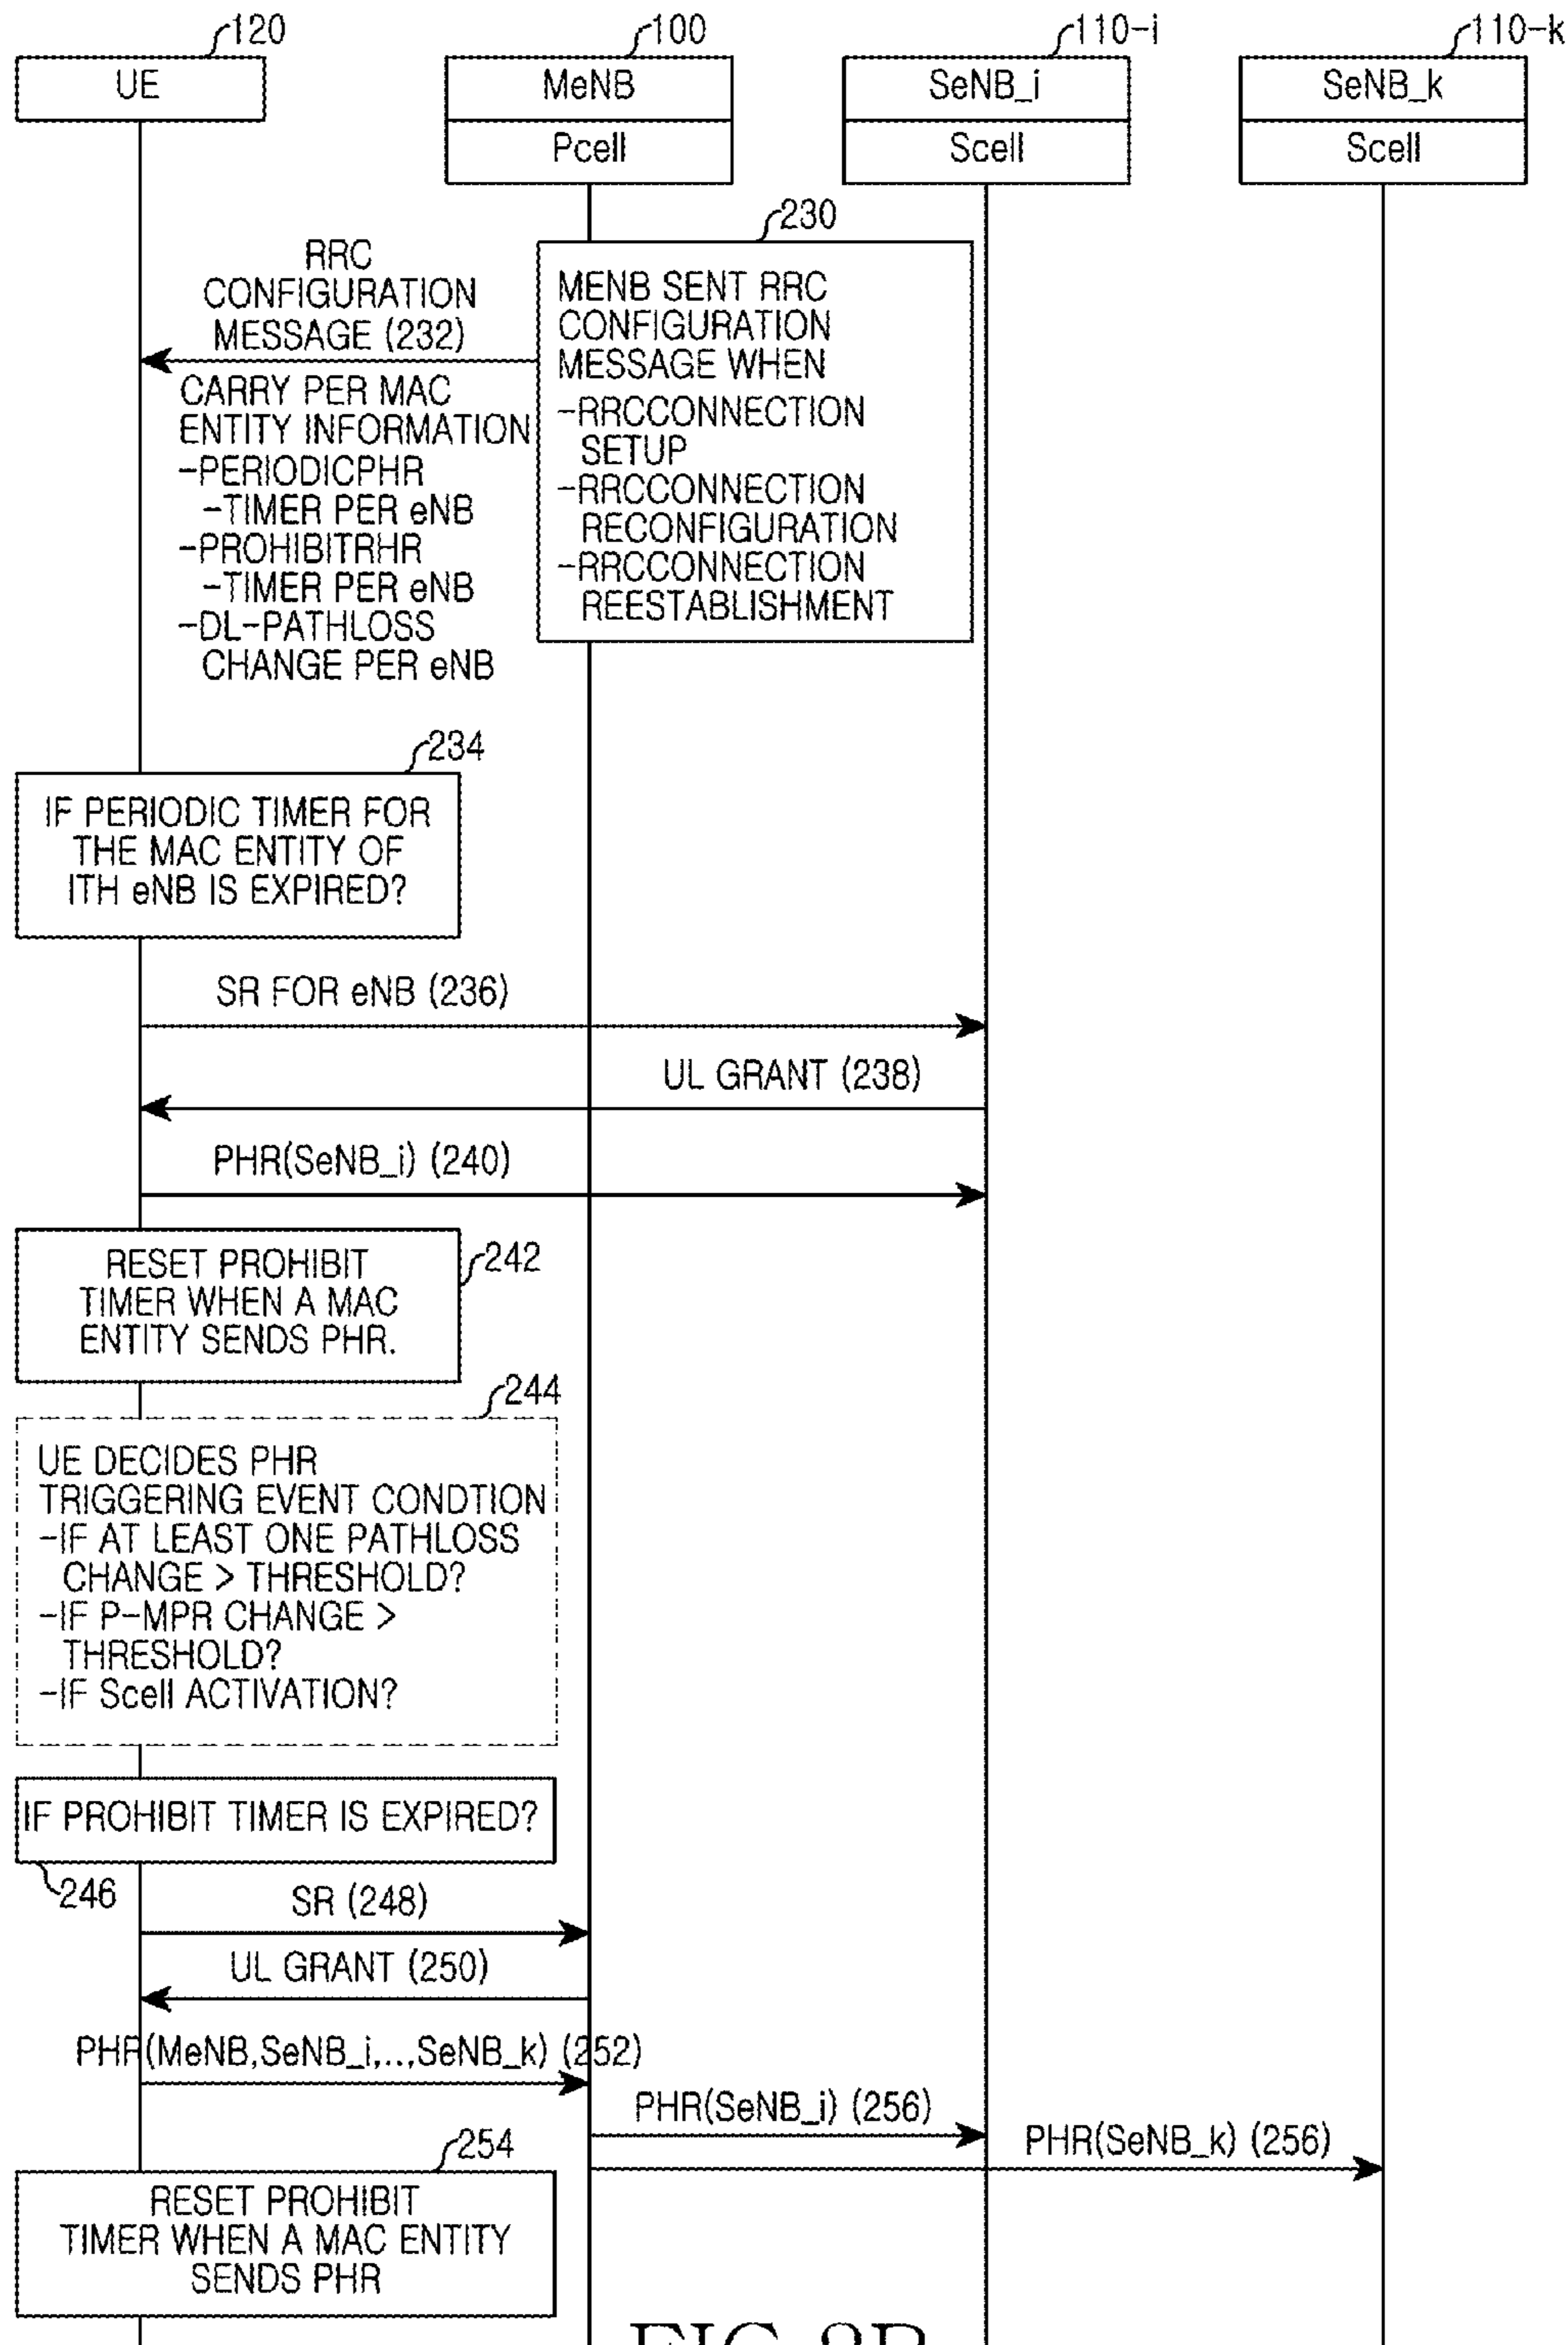 120
100
110-i
110-k
UE
MeNB
SeNB_i
SeNB_k
Pcell
Scell
Scell
230
RRC
CONFIGURATION
MESSAGE (232)
CARRY PER MAC
ENTITY INFORMATION
-PERIODICPHR
-TIMER PER eNB
-PROHIBITRHR
-TIMER PER eNB
-DL-PATHLOSS
CHANGE PER eNB
MENB SENT RRC
CONFIGURATION
MESSAGE WHEN
-RRCCONNECTION
SETUP
-RRCCONNECTION
RECONFIGURATION
-RRCCONNECTION
REESTABLISHMENT
234
IF PERIODIC TIMER FOR
THE MAC ENTITY OF
ITH eNB IS EXPIRED?
SR FOR eNB (236)
UL GRANT (238)
PHR(SeNB_i) (240)
RESET PROHIBIT
TIMER WHEN A MAC
ENTITY SENDS PHR.
242
244
UE DECIDES PHR
TRIGGERING EVENT CONDTION
-IF AT LEAST ONE PATHLOSS
CHANGE > THRESHOLD?
-IF P-MPR CHANGE >
THRESHOLD?
-IF Scell ACTIVATION?
IF PROHIBIT TIMER IS EXPIRED?
246
SR (248)
UL GRANT (250)
PHR(MeNB,SeNB_i,..,SeNB_k) (252)
PHR(SeNB_i) (256)
PHR(SeNB_k) (256)
254
RESET PROHIBIT
TIMER WHEN A MAC ENTITY
SENDS PHR